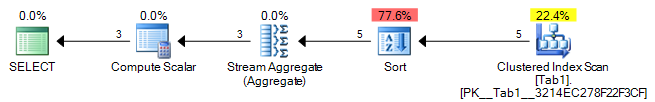 0.0% 0.0% 0.0% 77.6% 22.4%
3 3 5 5
SELECT Compute Scalar Stream Aggregate Sort Clustered Index Scan
(Aggregate) [Tab1].
[PK__Tab1__3214EC278F22F3CF]